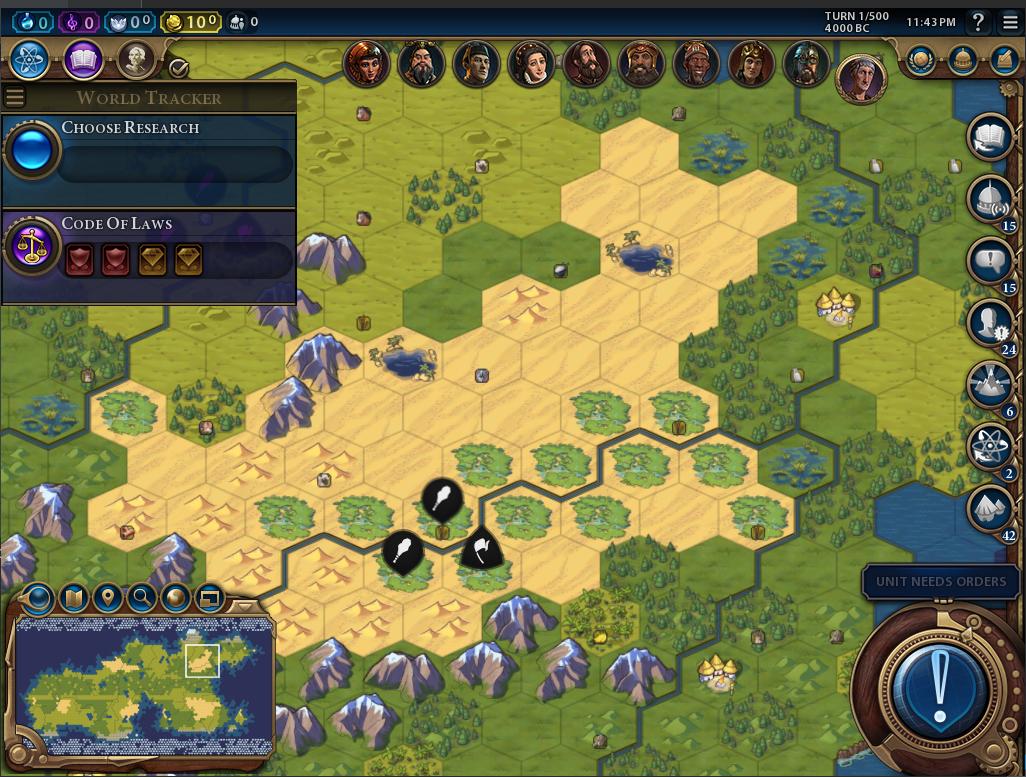 0 0 0⁰ 10⁰ 0
TURN 1/500
4000 BC
11:43 PM
?
WORLD TRACKER
CHOOSE RESEARCH
CODE OF LAWS
15
15
24
6
2
42
UNIT NEEDS ORDERS